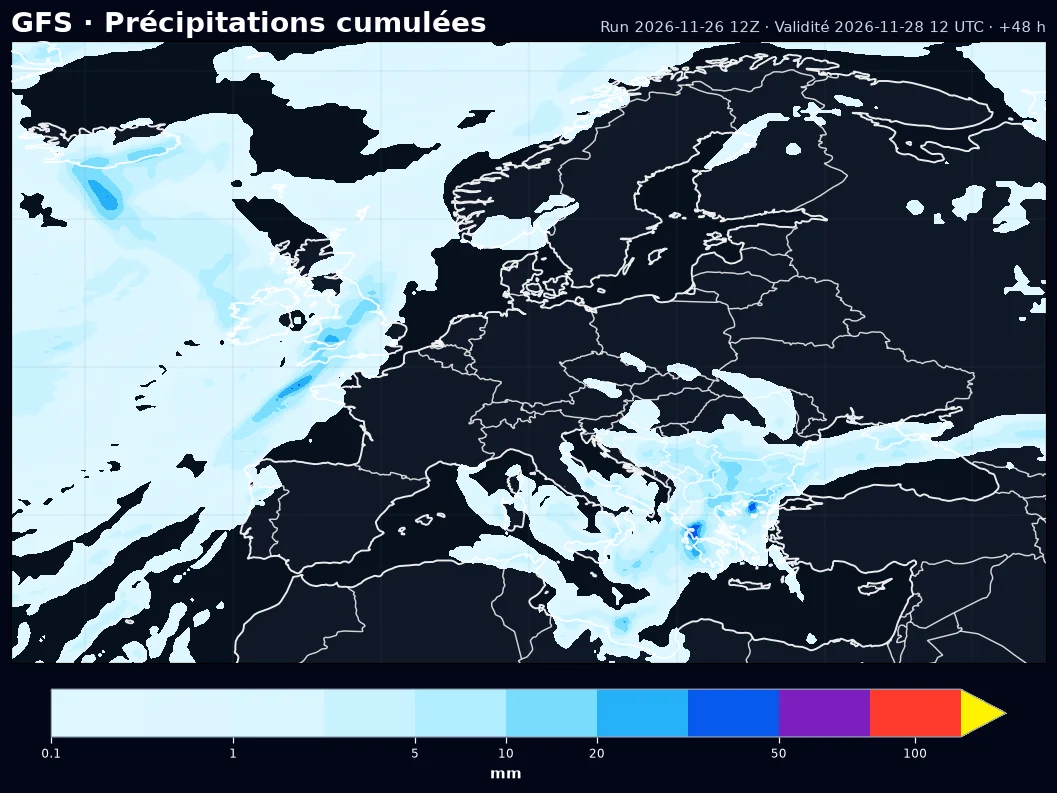 GFS · Précipitations cumulées
Run 2026-11-26 12Z · Validité 2026-11-28 12 UTC · +48 h
0.1 1 5 10 20 50 100
mm